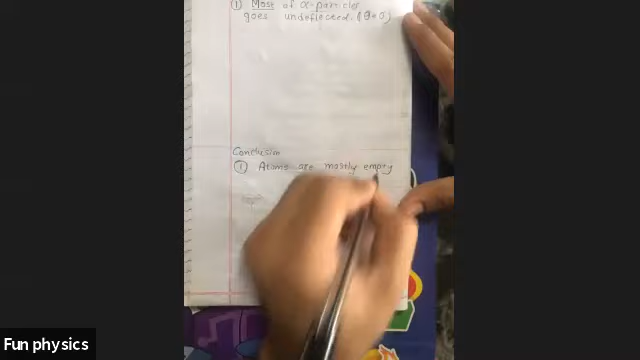 ① Most of α-particles
goes undeflected. (θ=0)
Conclusion
① Atoms are mostly empty
Fun physics